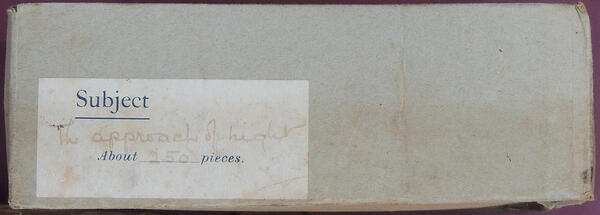 Subject
The approach of night
About 250 pieces.